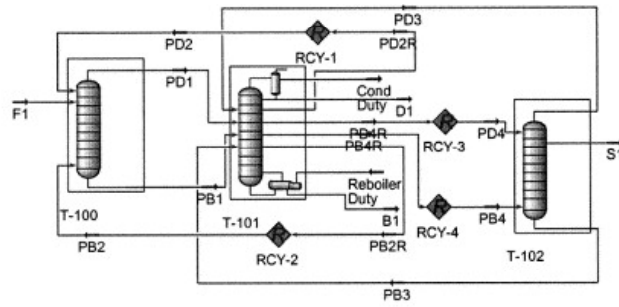 PD3
PD2
PD2R
RCY-1
PD1
F1
Cond
Duty
D1
PB4R
PB4R
RCY-3
PD4
S1
Reboiler
Duty
PB1
T-100
T-101
B1
RCY-4
PB4
PB2
RCY-2
PB2R
T-102
PB3